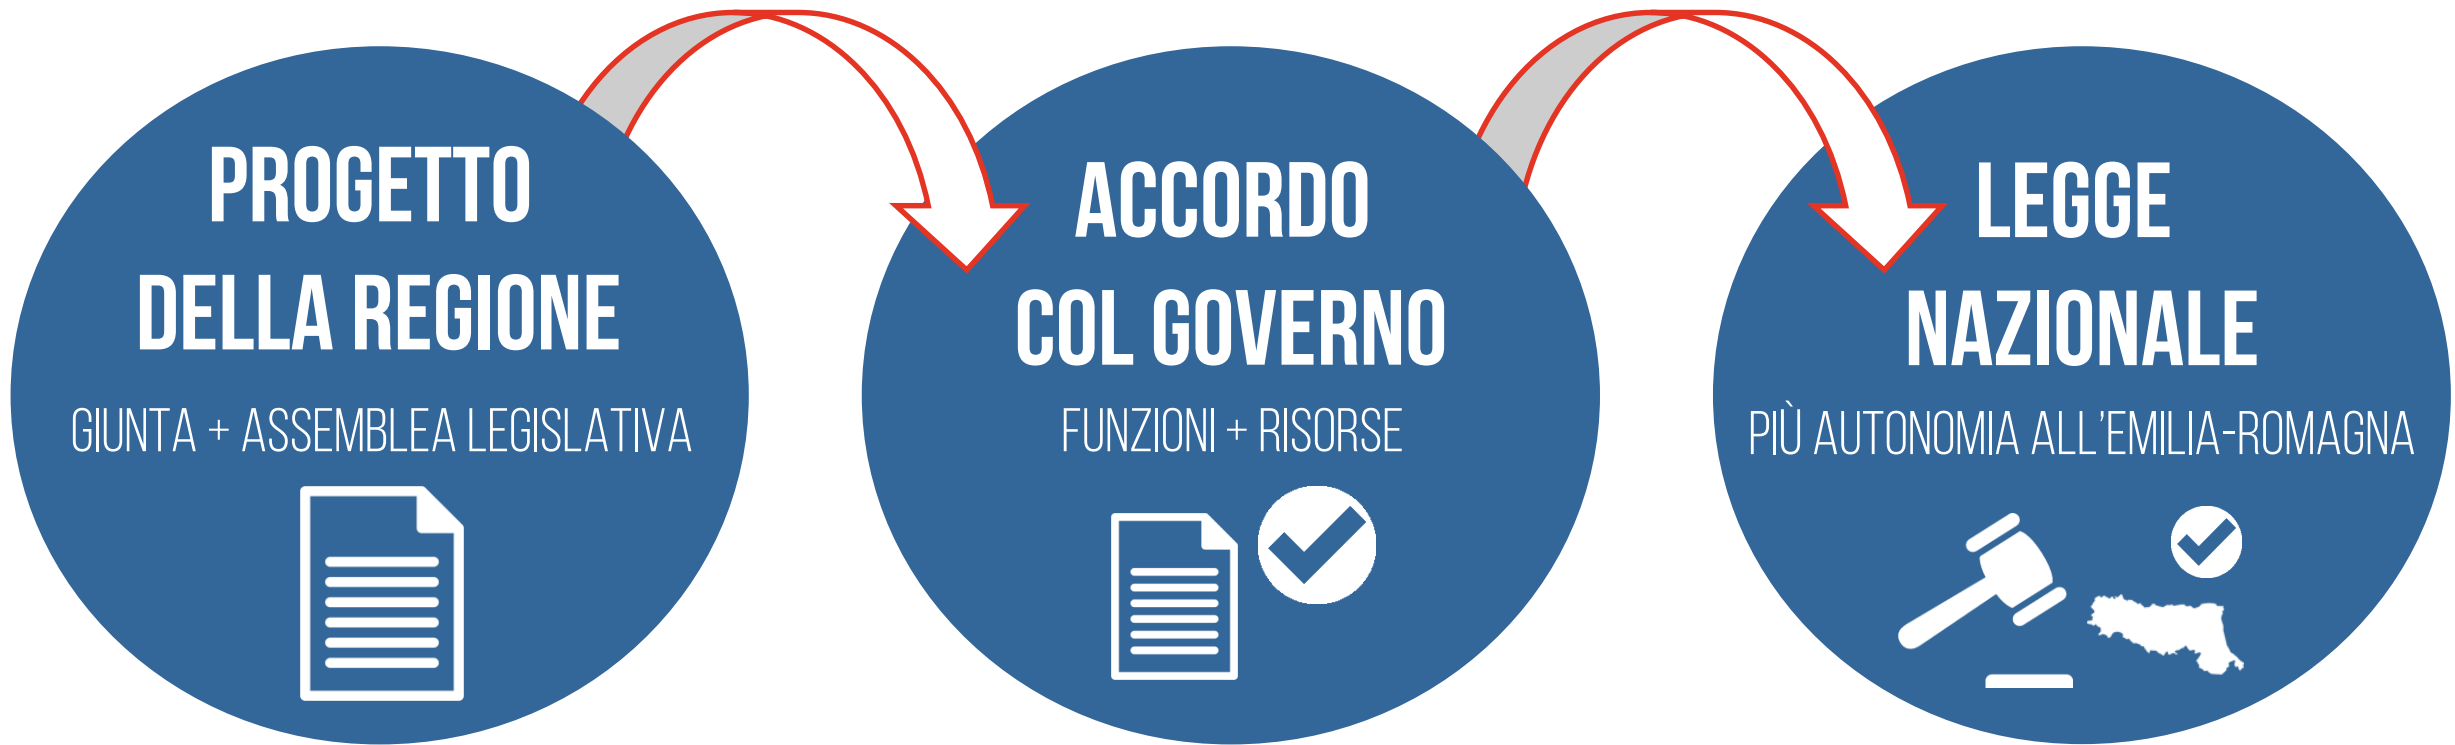 PROGETTO
DELLA REGIONE
GIUNTA + ASSEMBLEA LEGISLATIVA
ACCORDO
COL GOVERNO
FUNZIONI + RISORSE
LEGGE
NAZIONALE
PIÙ AUTONOMIA ALL'EMILIA-ROMAGNA